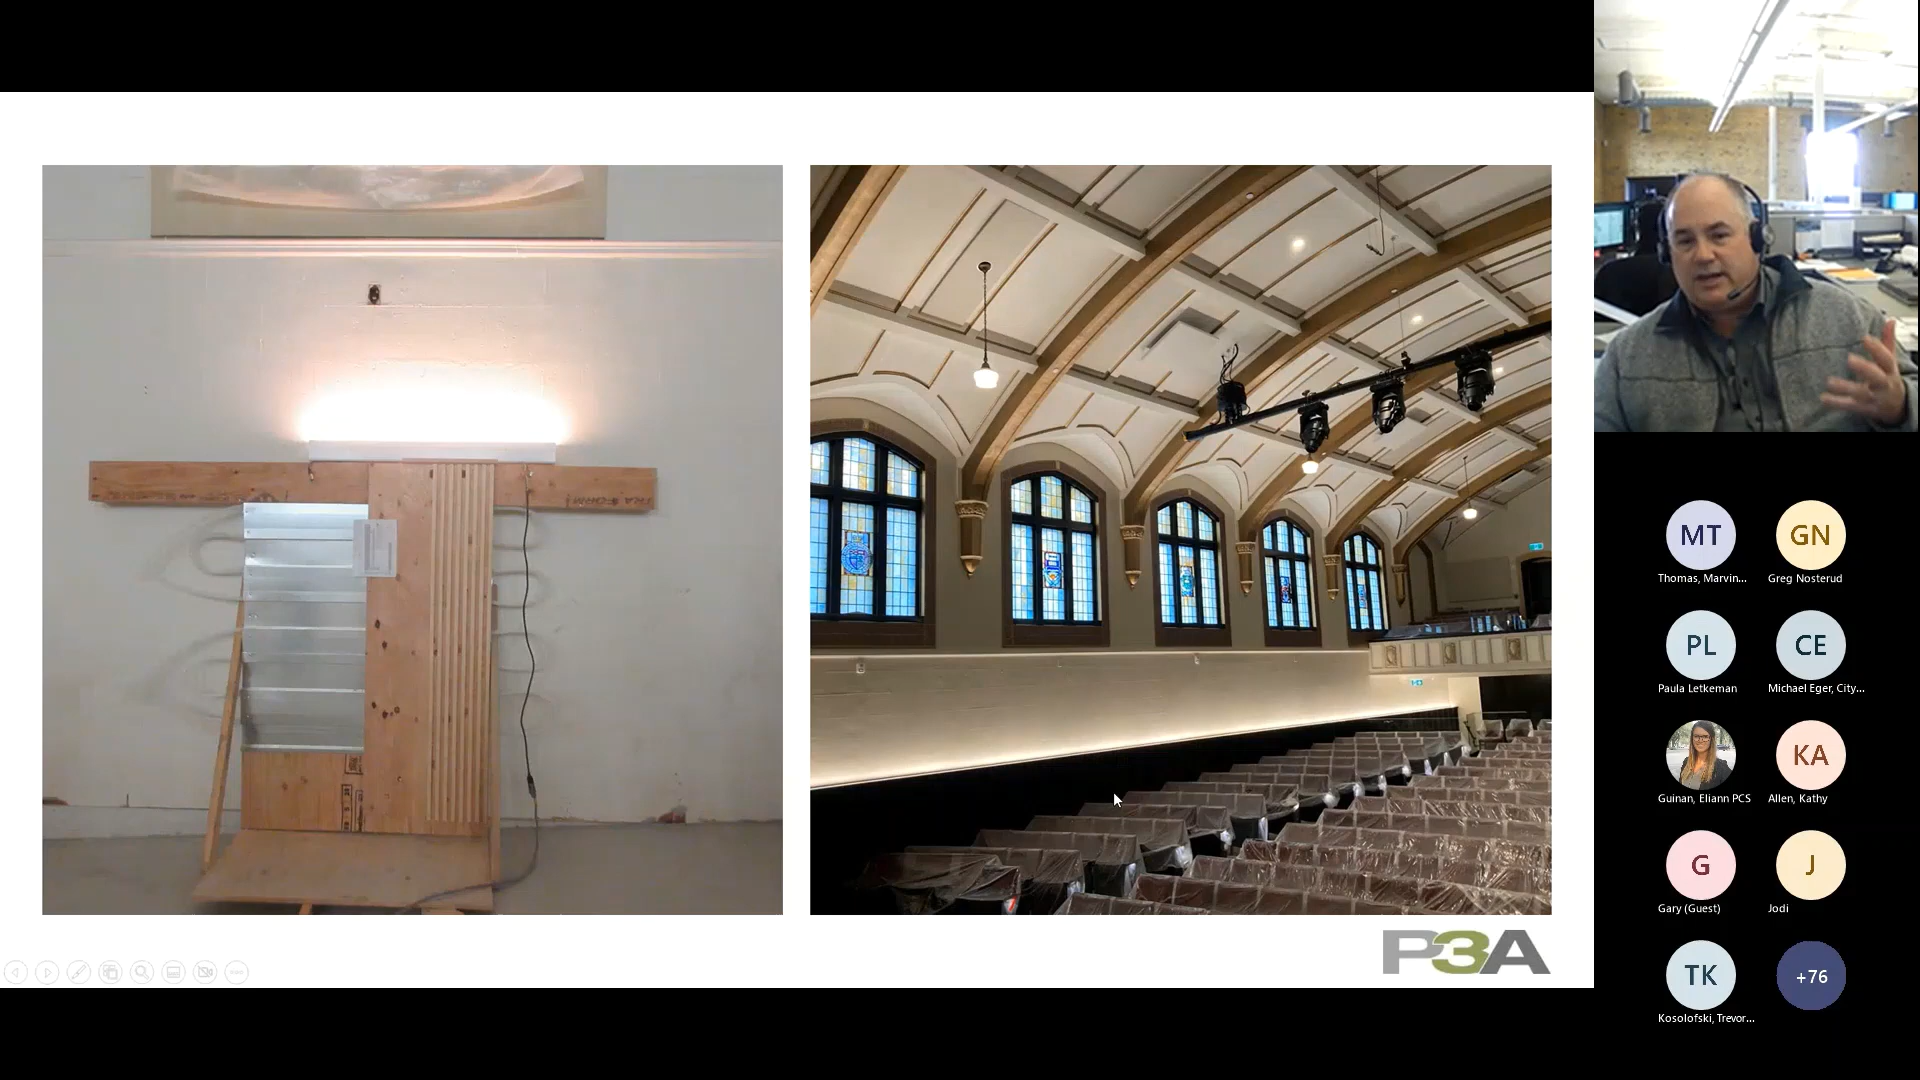 P3A
MT
GN
Thomas, Marvin...
Greg Nosterud
PL
CE
Paula Letkeman
Michael Eger, City...
KA
Guinan, Eliann PCS
Allen, Kathy
G
J
Gary (Guest)
Jodi
TK
+76
Kosolofski, Trevor...